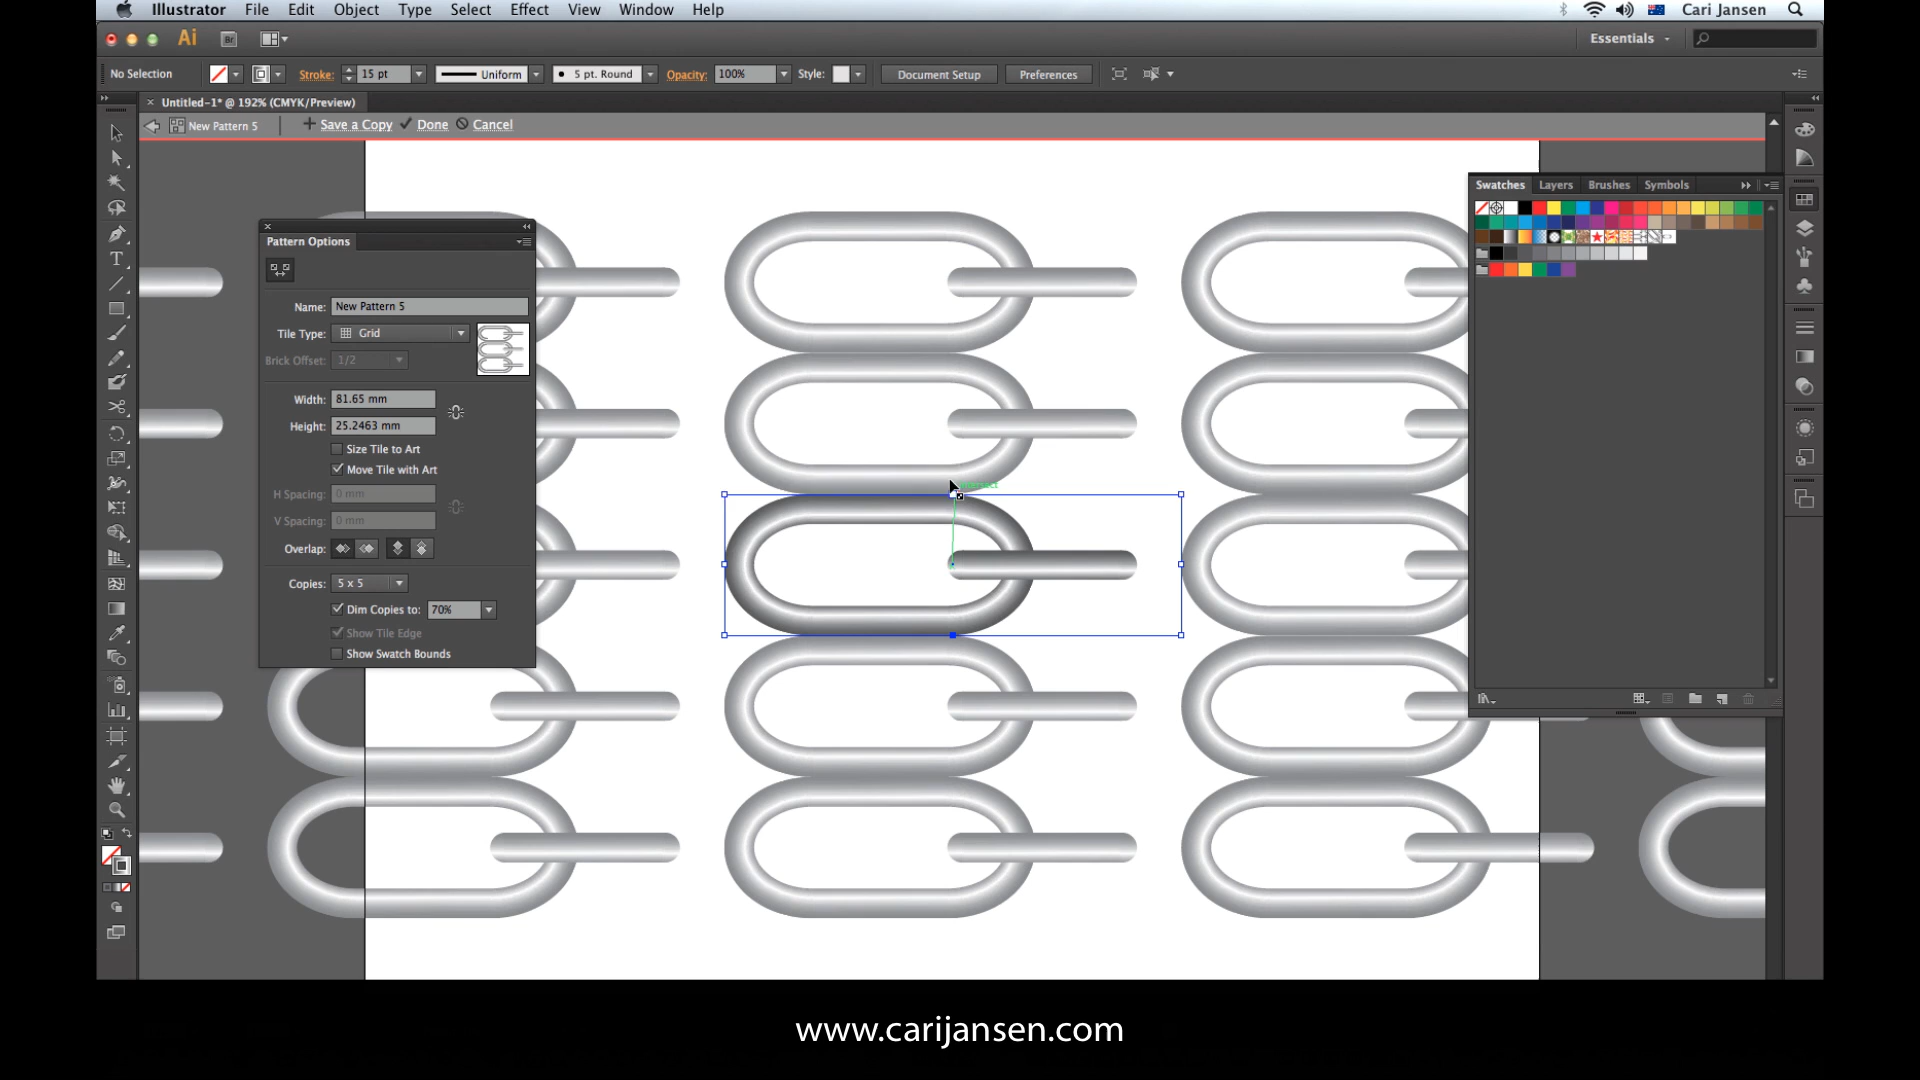 Illustrator File Edit Object Type Select Effect View Window Help Cari Jansen
Ai Br Essentials
No Selection Stroke: 15 pt Uniform 5 pt. Round Opacity: 100% Style: Document Setup Preferences
× Untitled-1* @ 192% (CMYK/Preview)
New Pattern 5 + Save a Copy Done Cancel
Swatches Layers Brushes Symbols
Pattern Options
Name: New Pattern 5
Tile Type: Grid
Brick Offset: 1/2
Width: 81.65 mm
Height: 25.2463 mm
Size Tile to Art
Move Tile with Art
H Spacing: 0 mm
V Spacing: 0 mm
Overlap:
Copies: 5 x 5
Dim Copies to: 70%
Show Tile Edge
Show Swatch Bounds
www.carijansen.com